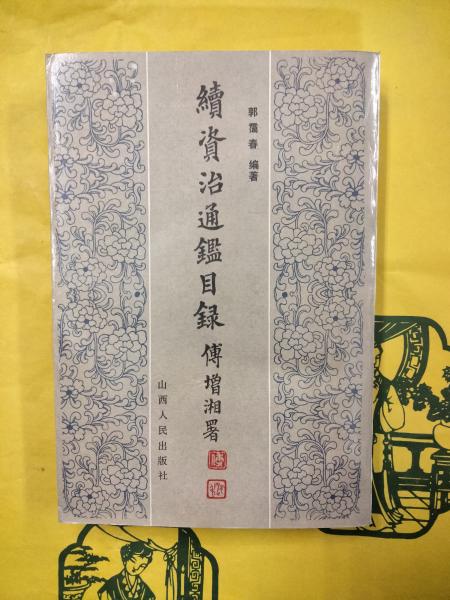 郭霭春 编著
續資治通鑑目録
傅增湘署
山西人民出版社